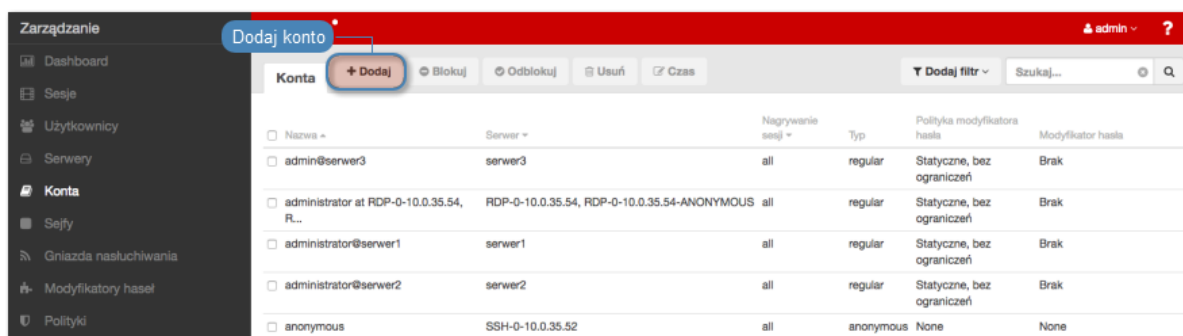 Zarządzanie
admin
?
Dodaj konto
Dashboard
Sesje
Użytkownicy
Serwery
Konta
Sejfy
Gniazda nasłuchiwania
Modyfikatory haseł
Polityki
Konta
+ Dodaj
Blokuj
Odblokuj
Usuń
Czas
Dodaj filtr
Szukaj...
Nazwa
Serwer
Nagrywanie
sesji
Typ
Polityka modyfikatora
hasła
Modyfikator hasła
admin@serwer3
serwer3
all
regular
Statyczne, bez
ograniczeń
Brak
administrator at RDP-0-10.0.35.54,
R...
RDP-0-10.0.35.54, RDP-0-10.0.35.54-ANONYMOUS
all
regular
Statyczne, bez
ograniczeń
Brak
administrator@serwer1
serwer1
all
regular
Statyczne, bez
ograniczeń
Brak
administrator@serwer2
serwer2
all
regular
Statyczne, bez
ograniczeń
Brak
anonymous
SSH-0-10.0.35.52
all
anonymous
None
None